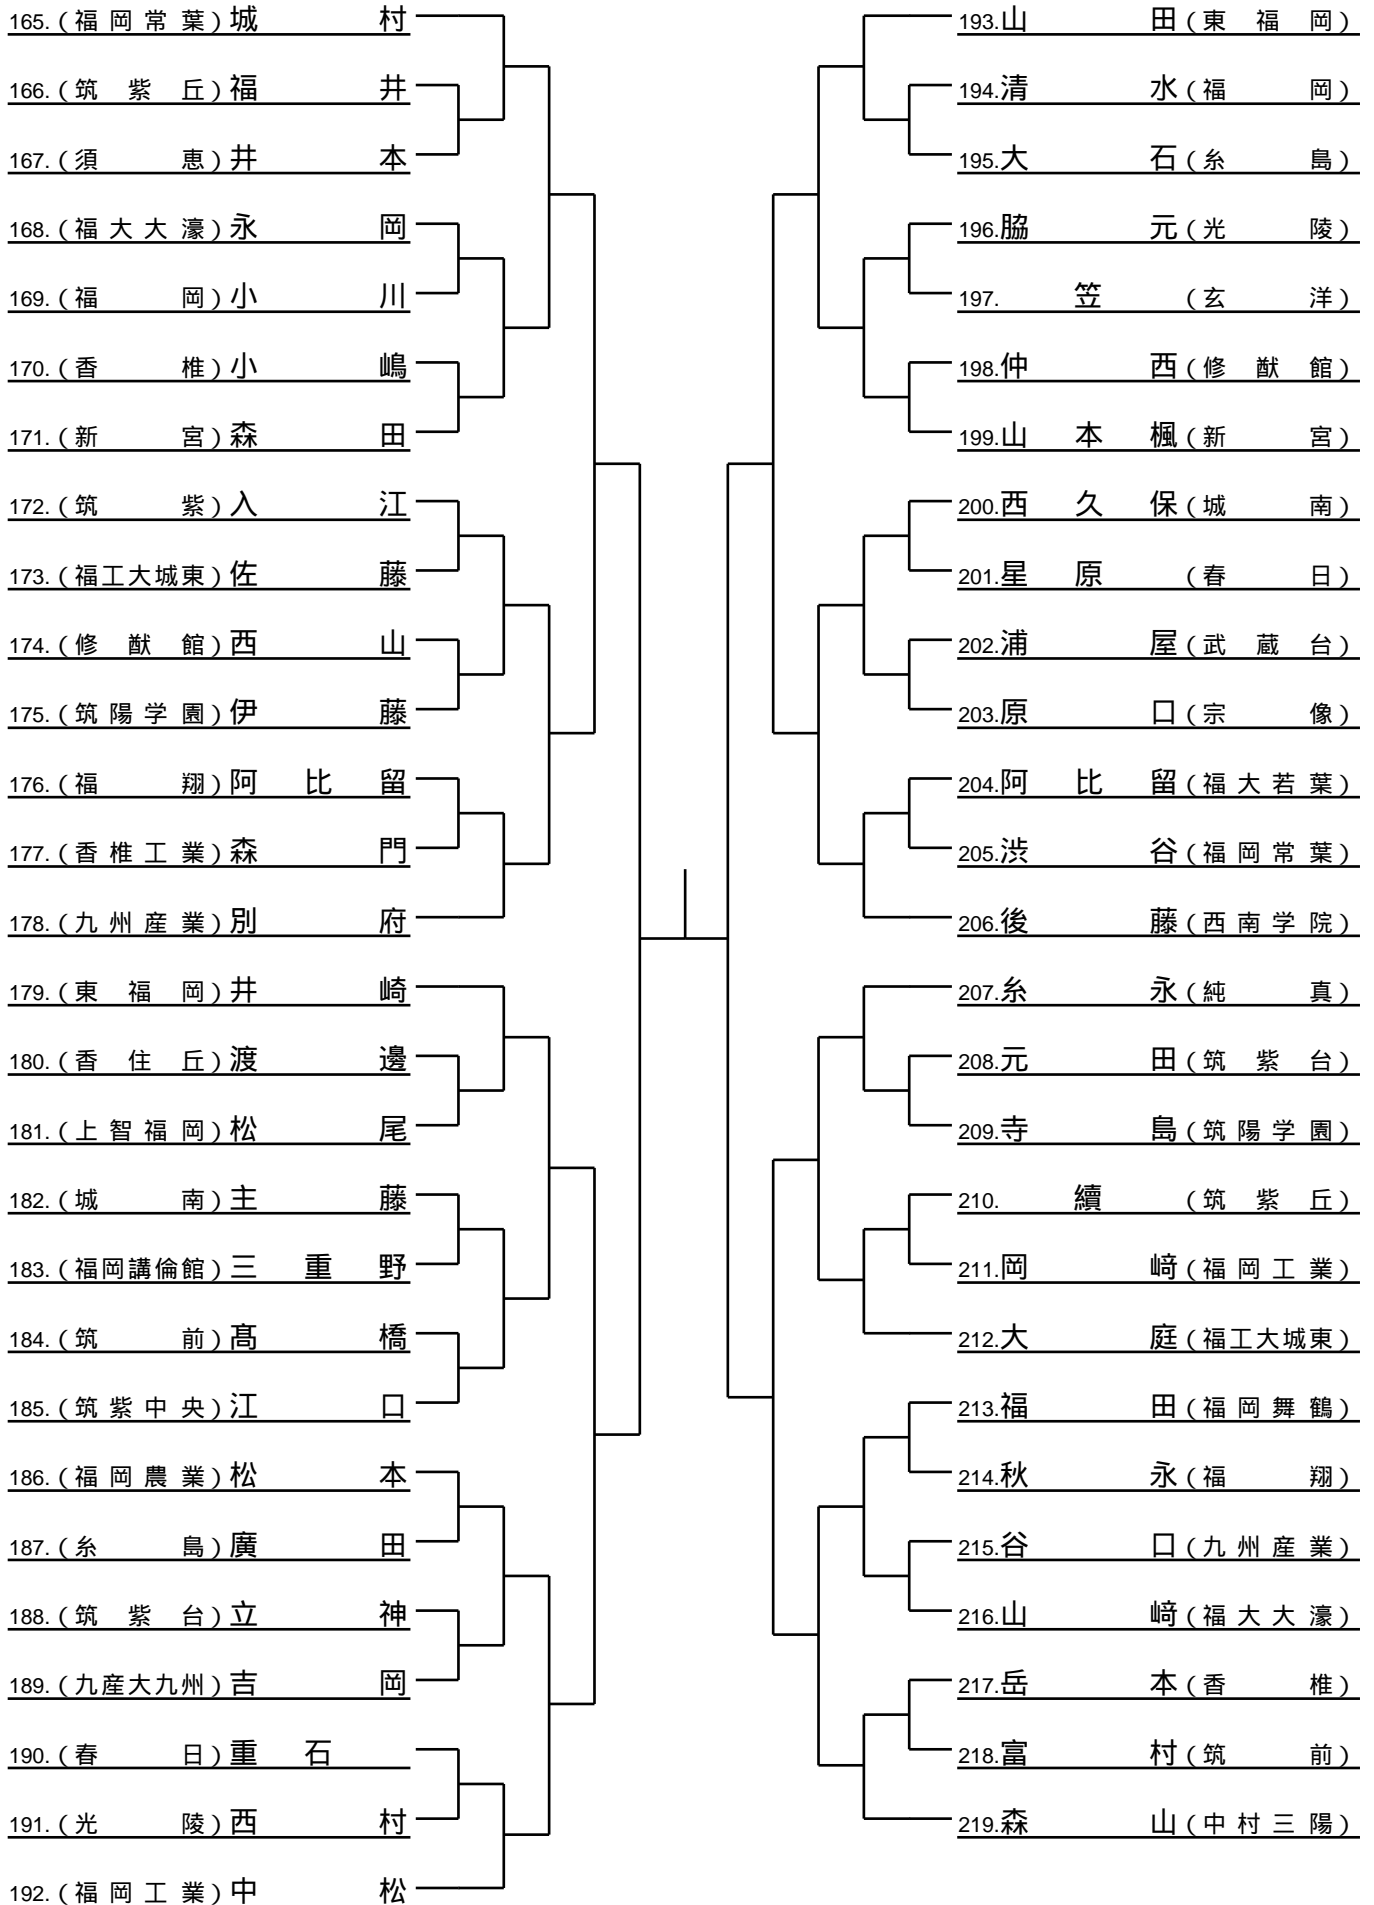 165.(福岡常葉)城村
166.(筑紫丘)福井
167.(須恵)井本
168.(福大大濠)永岡
169.(福岡)小川
170.(香椎)小嶋
171.(新宮)森田
172.(筑紫)入江
173.(福工大城東)佐藤
174.(修猷館)西山
175.(筑陽学園)伊藤
176.(福翔)阿比留
177.(香椎工業)森門
178.(九州産業)別府
179.(東福岡)井崎
180.(香住丘)渡邊
181.(上智福岡)松尾
182.(城南)主藤
183.(福岡講倫館)三重野
184.(筑前)髙橋
185.(筑紫中央)江口
186.(福岡農業)松本
187.(糸島)廣田
188.(筑紫台)立神
189.(九産大九州)吉岡
190.(春日)重石
191.(光陵)西村
192.(福岡工業)中松
193.山田(東福岡)
194.清水(福岡)
195.大石(糸島)
196.脇元(光陵)
197.笠(玄洋)
198.仲西(修猷館)
199.山本楓(新宮)
200.西久保(城南)
201.星原(春日)
202.浦屋(武蔵台)
203.原口(宗像)
204.阿比留(福大若葉)
205.渋谷(福岡常葉)
206.後藤(西南学院)
207.糸永(純真)
208.元田(筑紫台)
209.寺島(筑陽学園)
210.續(筑紫丘)
211.岡﨑(福岡工業)
212.大庭(福工大城東)
213.福田(福岡舞鶴)
214.秋永(福翔)
215.谷口(九州産業)
216.山﨑(福大大濠)
217.岳本(香椎)
218.富村(筑前)
219.森山(中村三陽)